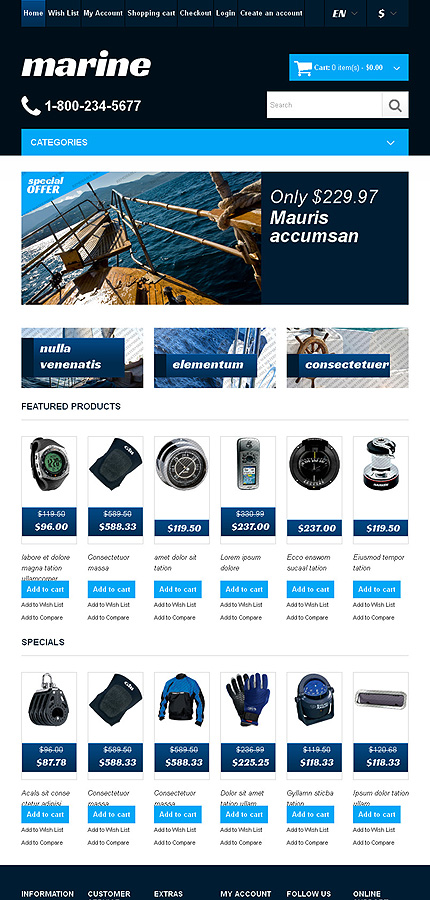 Home Wish List My Account Shopping cart Checkout Login Create an account EN $
marine
Cart: 0 item(s) - $0.00
1-800-234-5677
Search
CATEGORIES
special
OFFER
Only $229.97
Mauris
accumsan
nulla
venenatis
elementum
consectetuer
FEATURED PRODUCTS
$119.50 $589.50 $330.99
$96.00 $588.33 $119.50 $237.00 $237.00 $119.50
labore et dolore Consectetuer amet dolor sit Lorem ipsum Ecco enswom Eiusmod tempor
magna tation massa tation dolore sucaal tation tation
ullamcorper
Add to cart Add to cart Add to cart Add to cart Add to cart Add to cart
Add to Wish List Add to Wish List Add to Wish List Add to Wish List Add to Wish List Add to Wish List
Add to Compare Add to Compare Add to Compare Add to Compare Add to Compare Add to Compare
SPECIALS
$96.00 $589.50 $589.50 $236.99 $119.50 $120.68
$87.78 $588.33 $588.33 $225.25 $118.33 $118.33
Acals sit conse Consectetuer Consectetuer Dolor sit amet Gyllamn sticba Ipsum dolor tation
ctetur adipisi massa massa tation ullam tation ullam
Add to cart Add to cart Add to cart Add to cart Add to cart Add to cart
Add to Wish List Add to Wish List Add to Wish List Add to Wish List Add to Wish List Add to Wish List
Add to Compare Add to Compare Add to Compare Add to Compare Add to Compare Add to Compare
INFORMATION CUSTOMER EXTRAS MY ACCOUNT FOLLOW US ONLINE